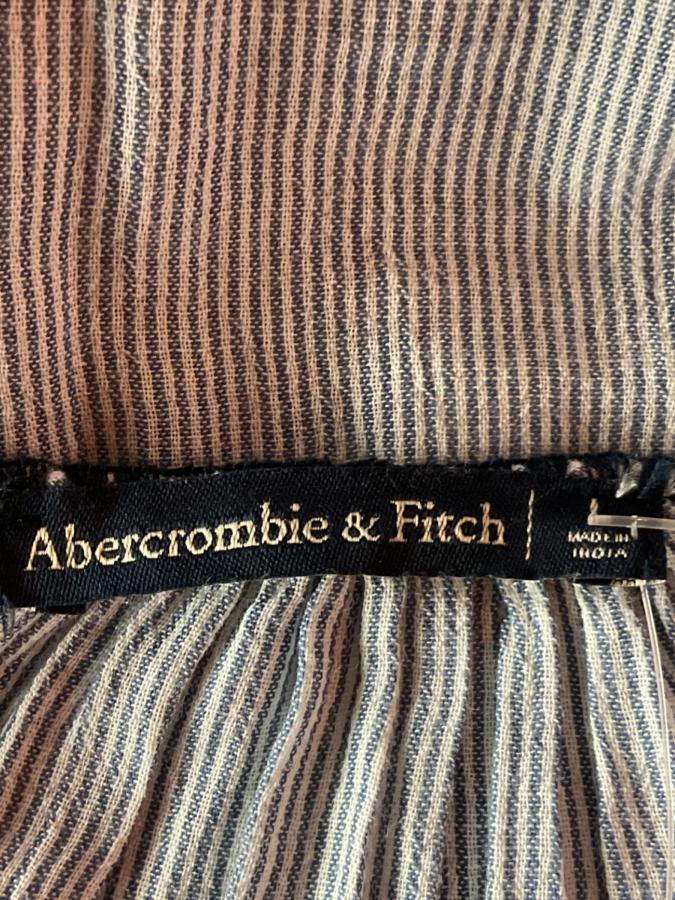 Abercrombie & Fitch
L
MADE IN
INDIA